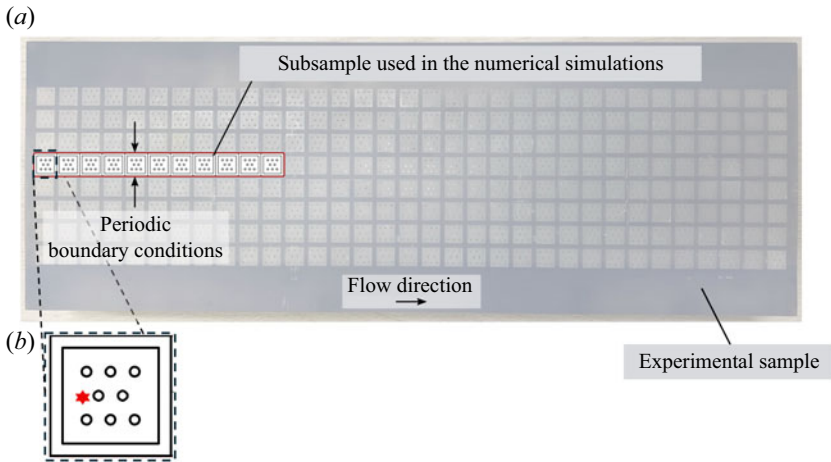 (a)
Subsample used in the numerical simulations
Periodic
boundary conditions
Flow direction
(b)
Experimental sample